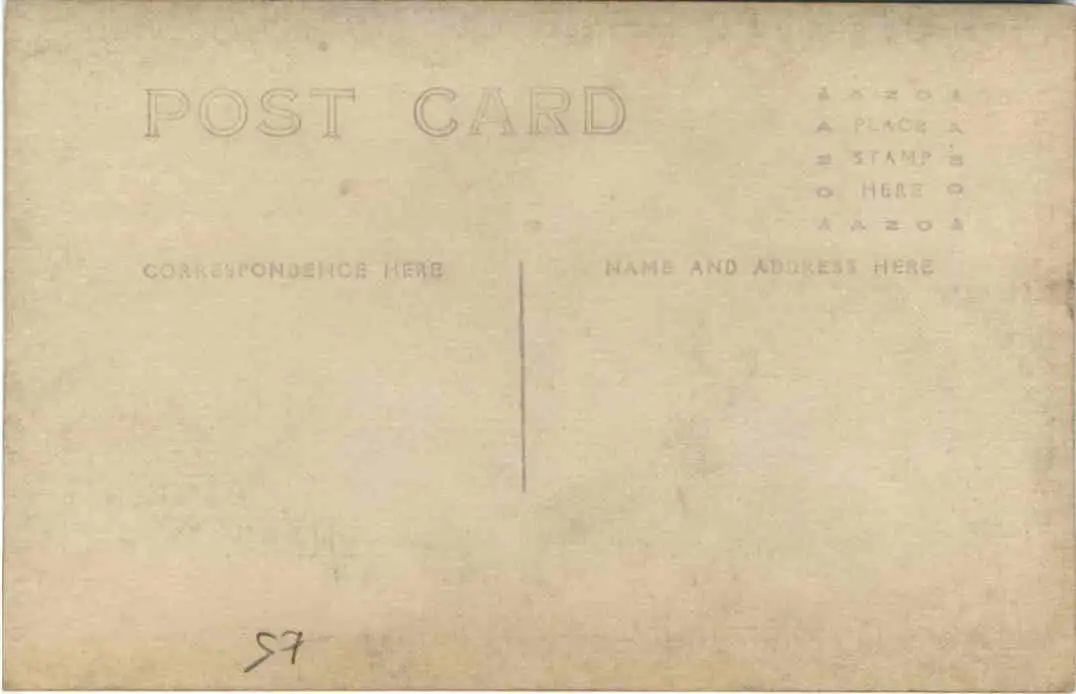 POST CARD
▲ A Z O ▲
A PLACE A
Z STAMP Z
O HERE O
▲ A Z O ▲
CORRESPONDENCE HERE
NAME AND ADDRESS HERE
57